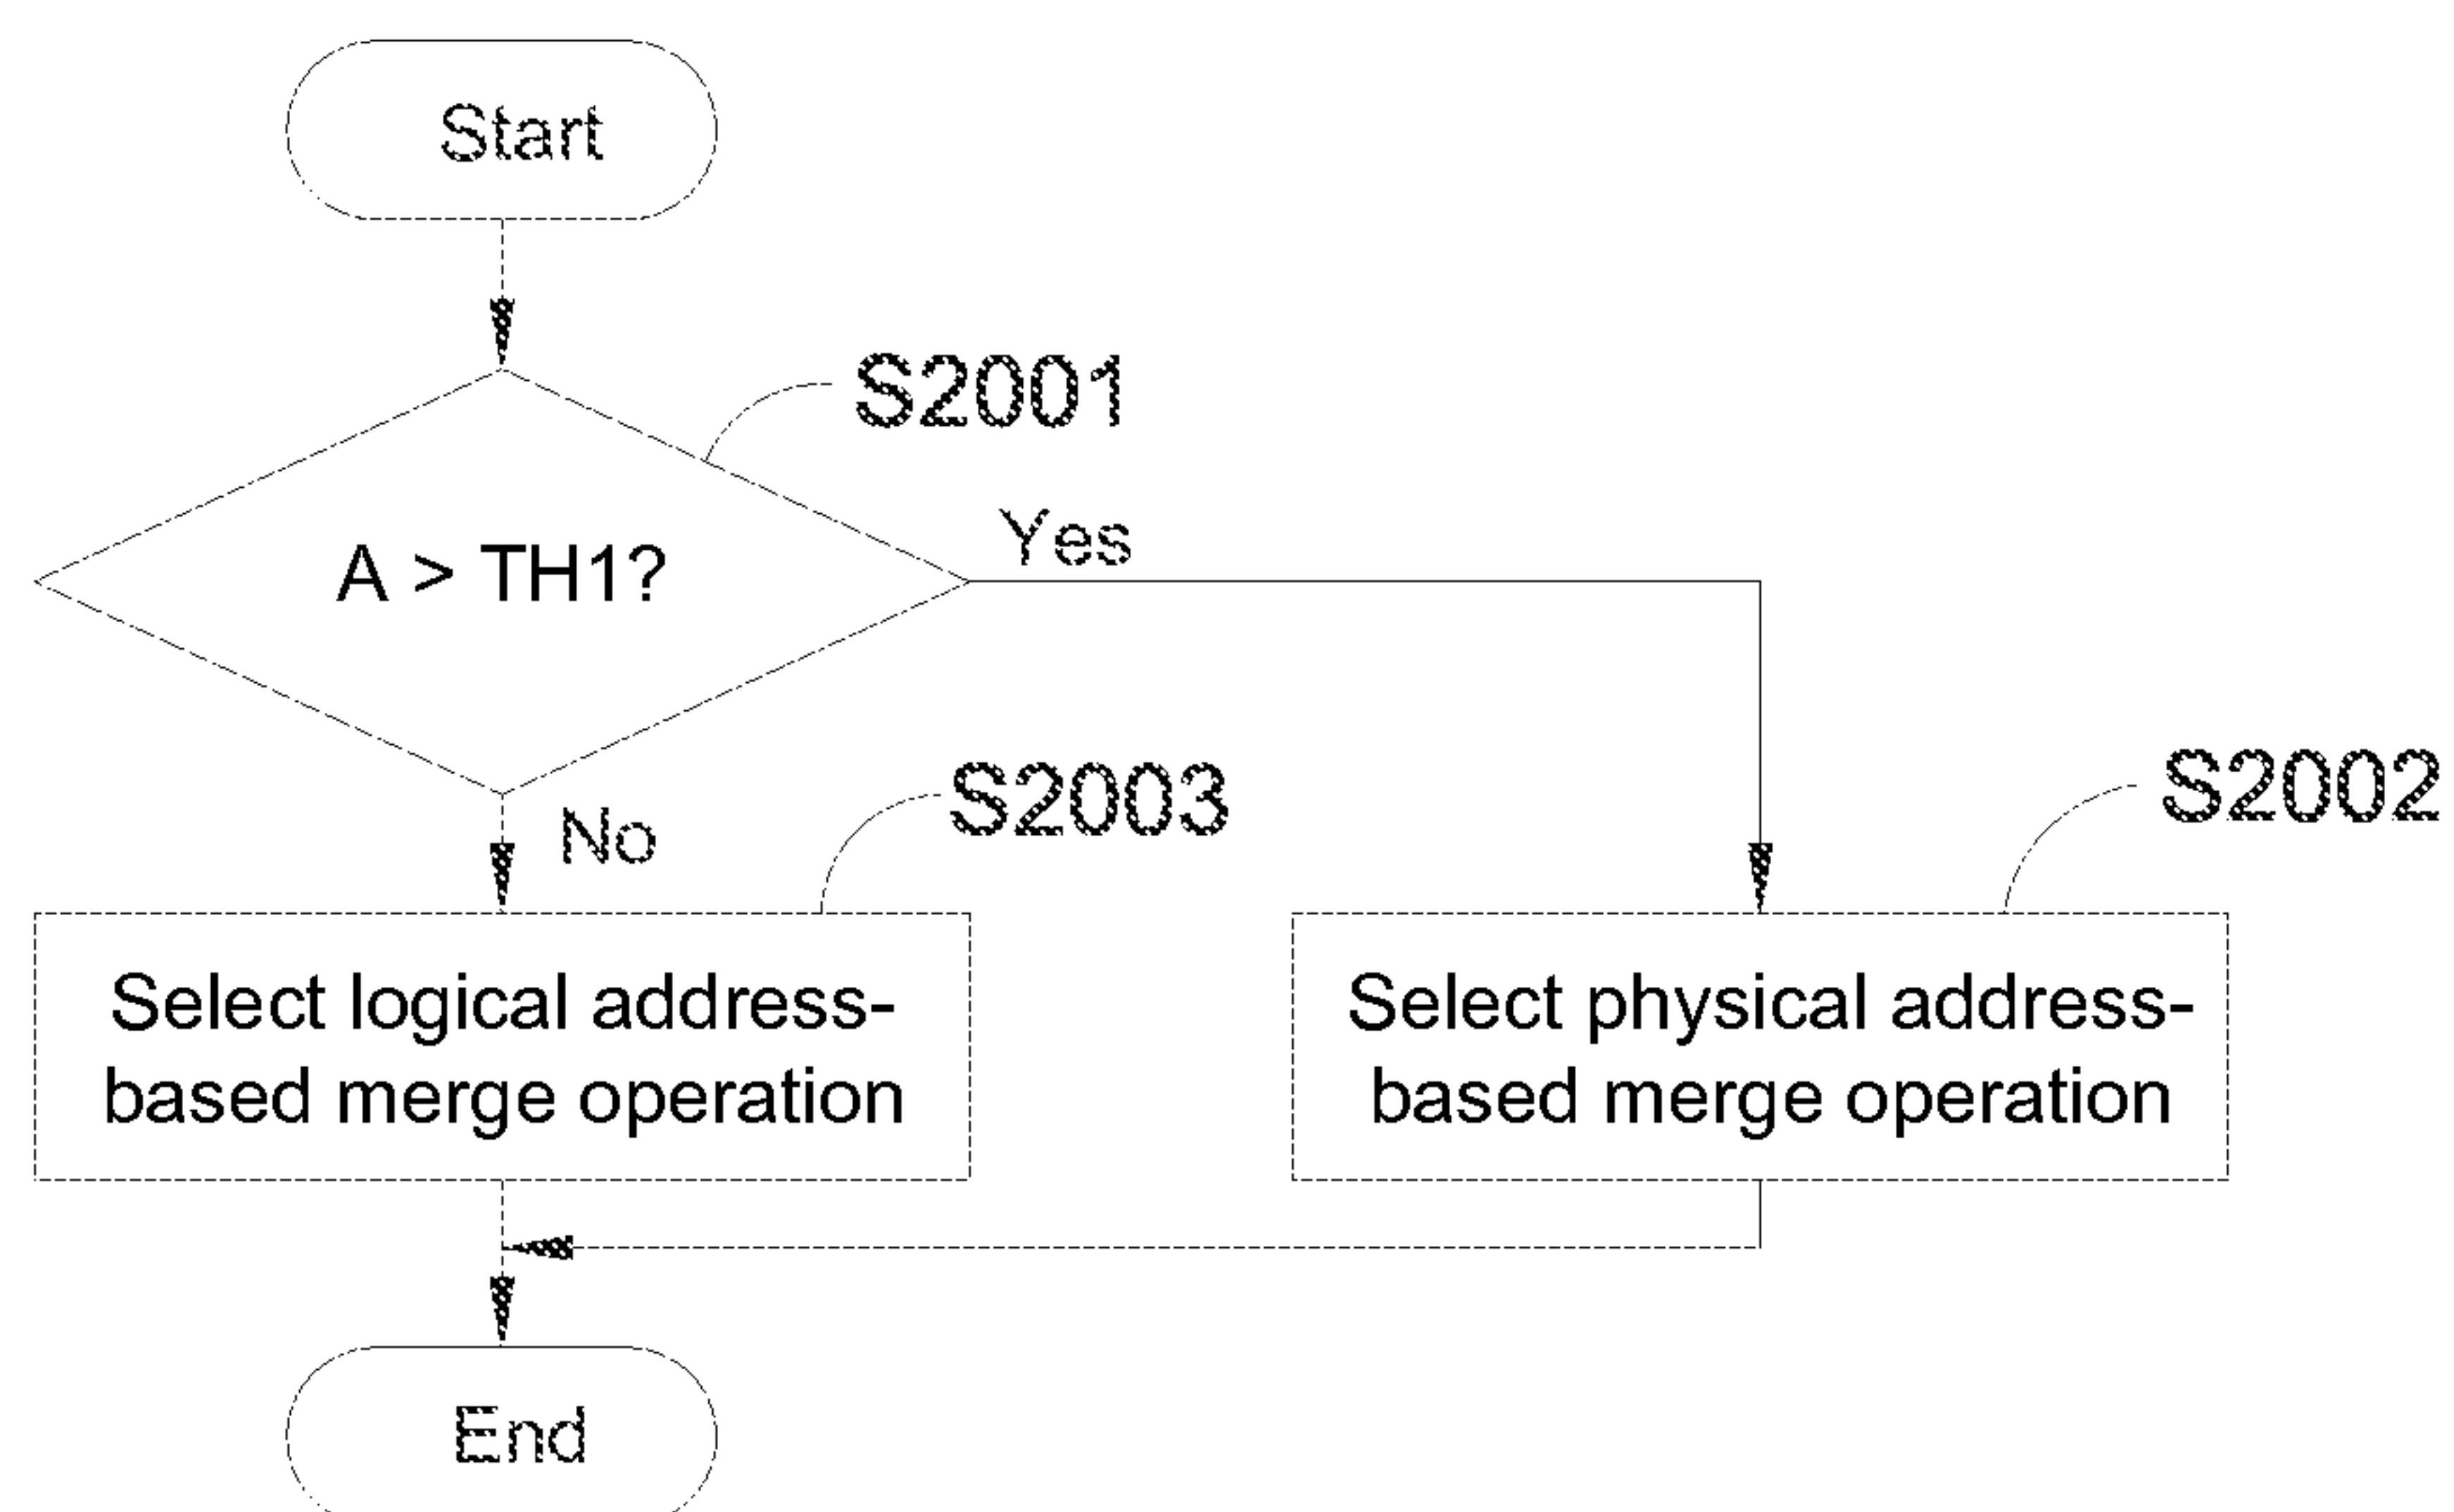 Start
S2001
A > TH1?
Yes
No
S2003
S2002
Select logical address-
based merge operation
Select physical address-
based merge operation
End